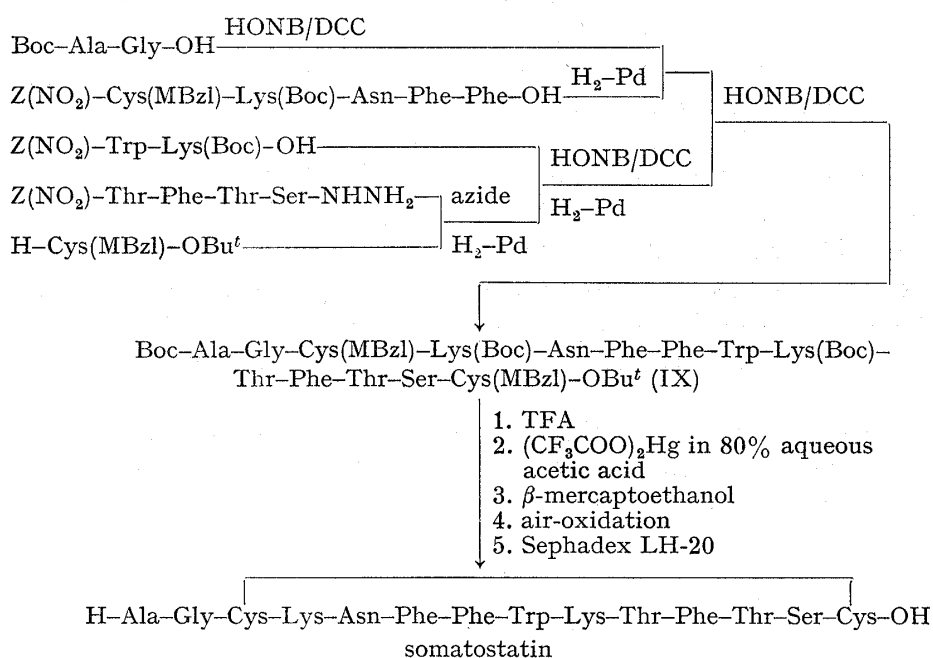 Boc–Ala–Gly–OH HONB/DCC
Z(NO₂)–Cys(MBzl)–Lys(Boc)–Asn–Phe–Phe–OH H₂–Pd HONB/DCC
Z(NO₂)–Trp–Lys(Boc)–OH HONB/DCC
Z(NO₂)–Thr–Phe–Thr–Ser–NHNH₂ azide H₂–Pd
H–Cys(MBzl)–OBuᵗ H₂–Pd
Boc–Ala–Gly–Cys(MBzl)–Lys(Boc)–Asn–Phe–Phe–Trp–Lys(Boc)–
Thr–Phe–Thr–Ser–Cys(MBzl)–OBuᵗ (IX)
1. TFA
2. (CF₃COO)₂Hg in 80% aqueous
acetic acid
3. β-mercaptoethanol
4. air-oxidation
5. Sephadex LH-20
H–Ala–Gly–Cys–Lys–Asn–Phe–Phe–Trp–Lys–Thr–Phe–Thr–Ser–Cys–OH
somatostatin